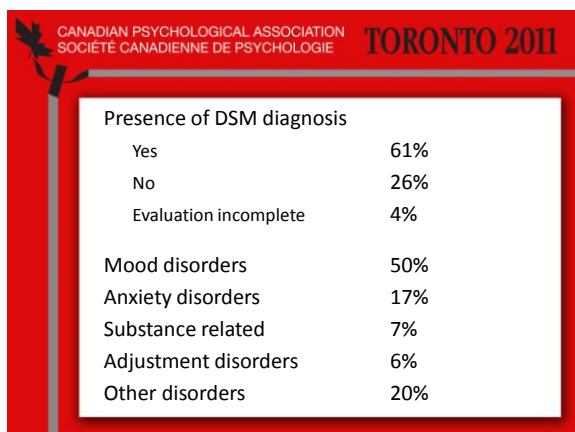 CANADIAN PSYCHOLOGICAL ASSOCIATION
SOCIÉTÉ CANADIENNE DE PSYCHOLOGIE
TORONTO 2011
Presence of DSM diagnosis
Yes 61%
No 26%
Evaluation incomplete 4%
Mood disorders 50%
Anxiety disorders 17%
Substance related 7%
Adjustment disorders 6%
Other disorders 20%